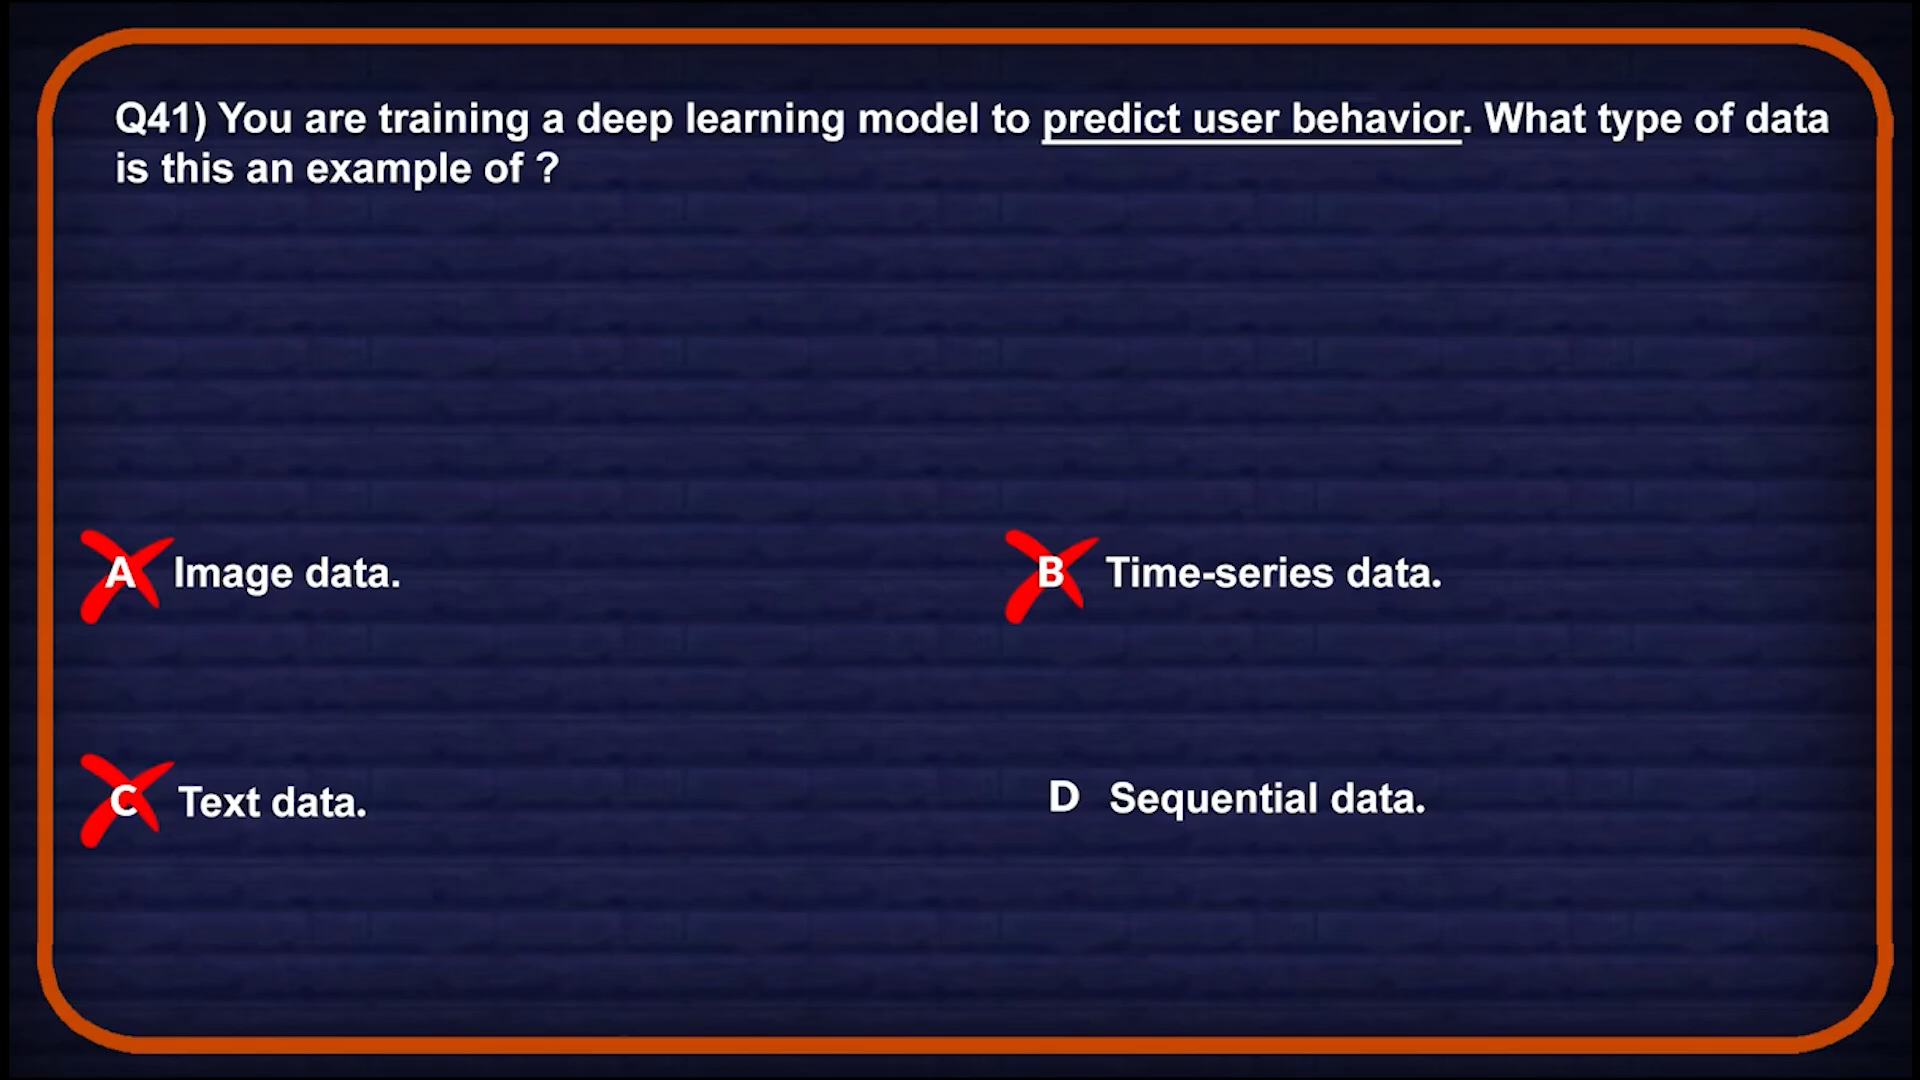 Q41) You are training a deep learning model to predict user behavior. What type of data
is this an example of ?
A Image data.
B Time-series data.
C Text data.
D Sequential data.